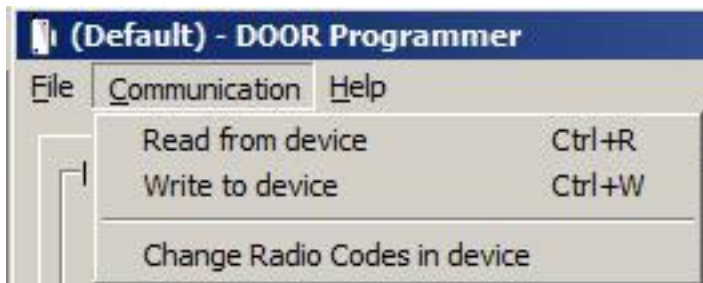 (Default) - DOOR Programmer
File Communication Help
Read from device Ctrl+R
Write to device Ctrl+W
Change Radio Codes in device